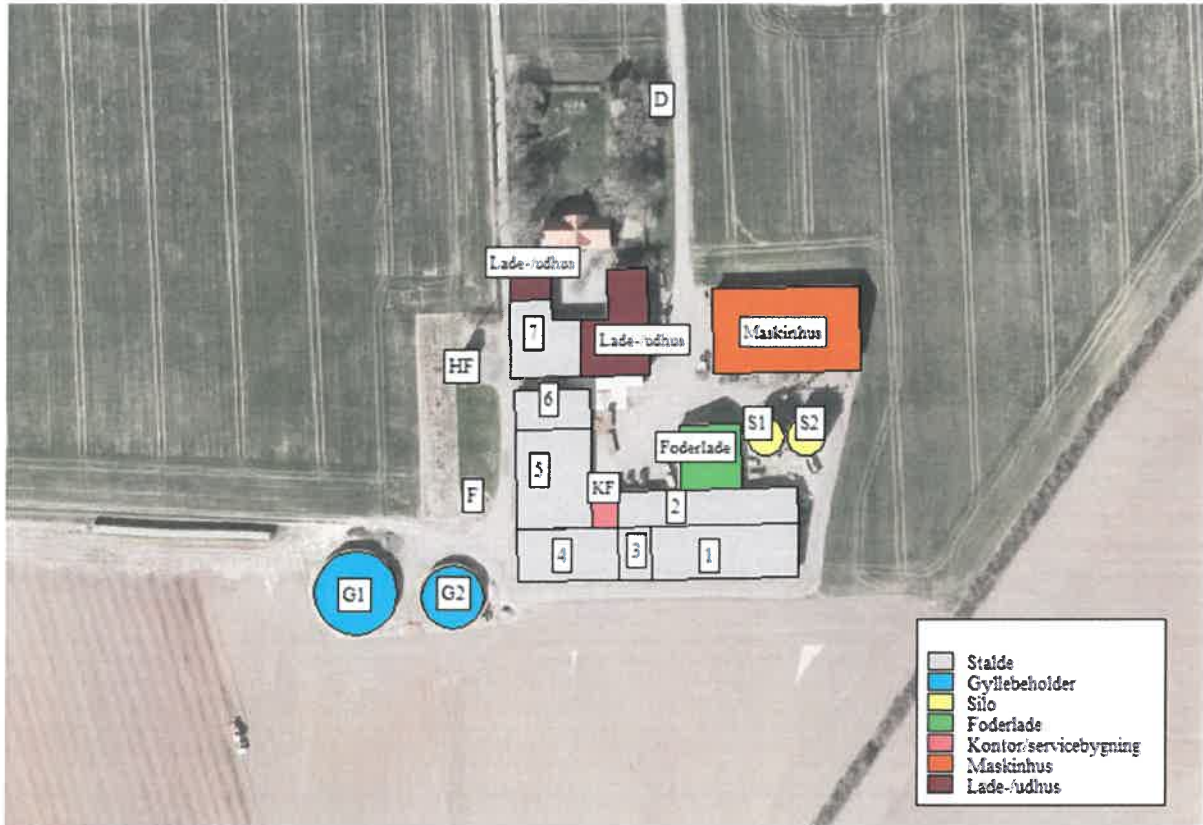 D
Lade-/udhus
7
Lade-/udhus
Maskinhus
HF
6
S1
S2
Foderlade
5
KF
F
2
4
3
1
G1
G2
Stalde
Gyllebeholder
Silo
Foderlade
Kontor/servicebygning
Maskinhus
Lade-/udhus